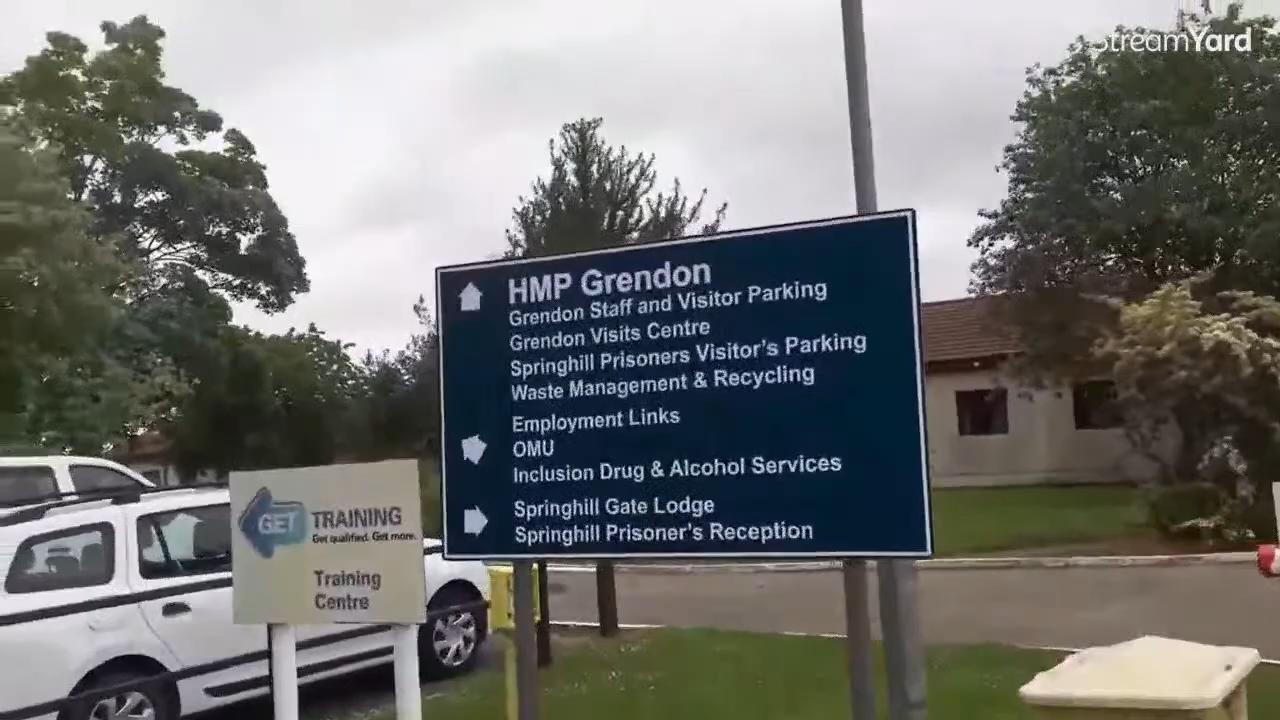 StreamYard
HMP Grendon
Grendon Staff and Visitor Parking
Grendon Visits Centre
Springhill Prisoners Visitor's Parking
Waste Management & Recycling
Employment Links
OMU
Inclusion Drug & Alcohol Services
Springhill Gate Lodge
Springhill Prisoner's Reception
GET TRAINING
Get qualified. Get more.
Training
Centre